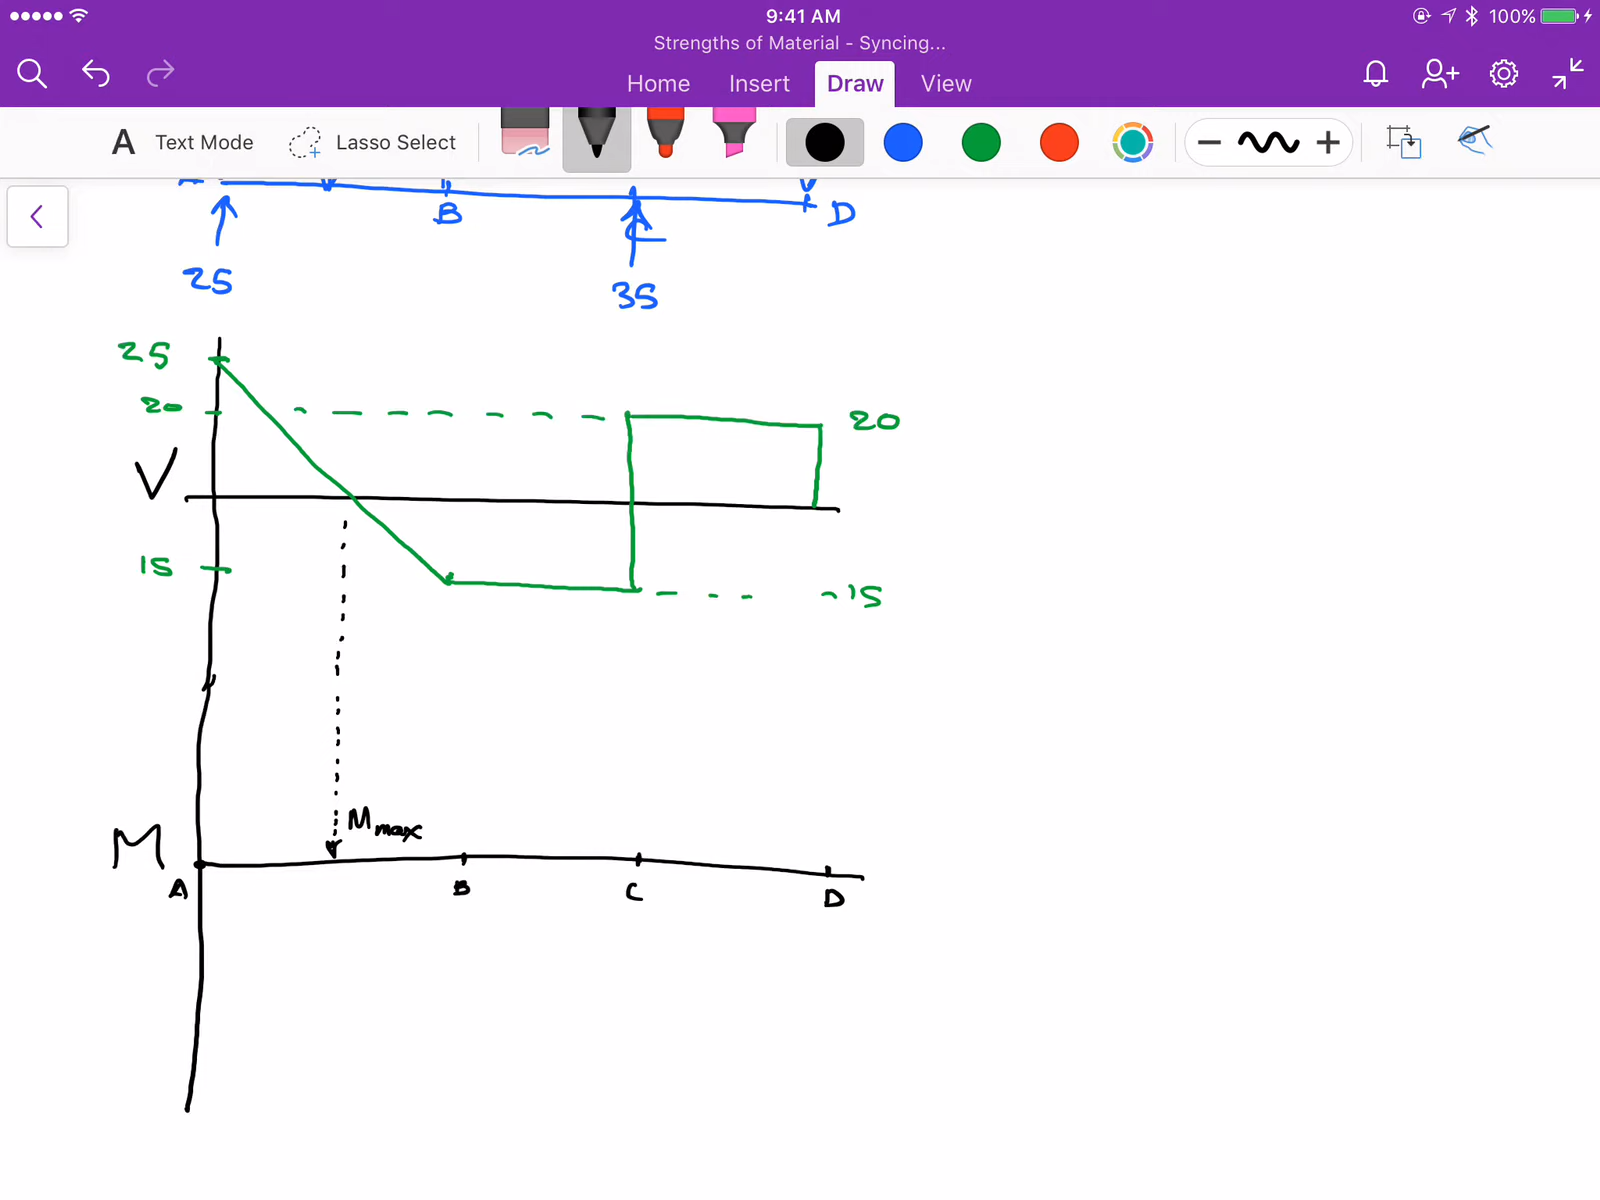 9:41 AM
100%
Strengths of Material - Syncing...
Home Insert Draw View
A Text Mode Lasso Select
B
C
D
25
35
25
20
20
V
15
-15
Mmax
M
A
B
C
D